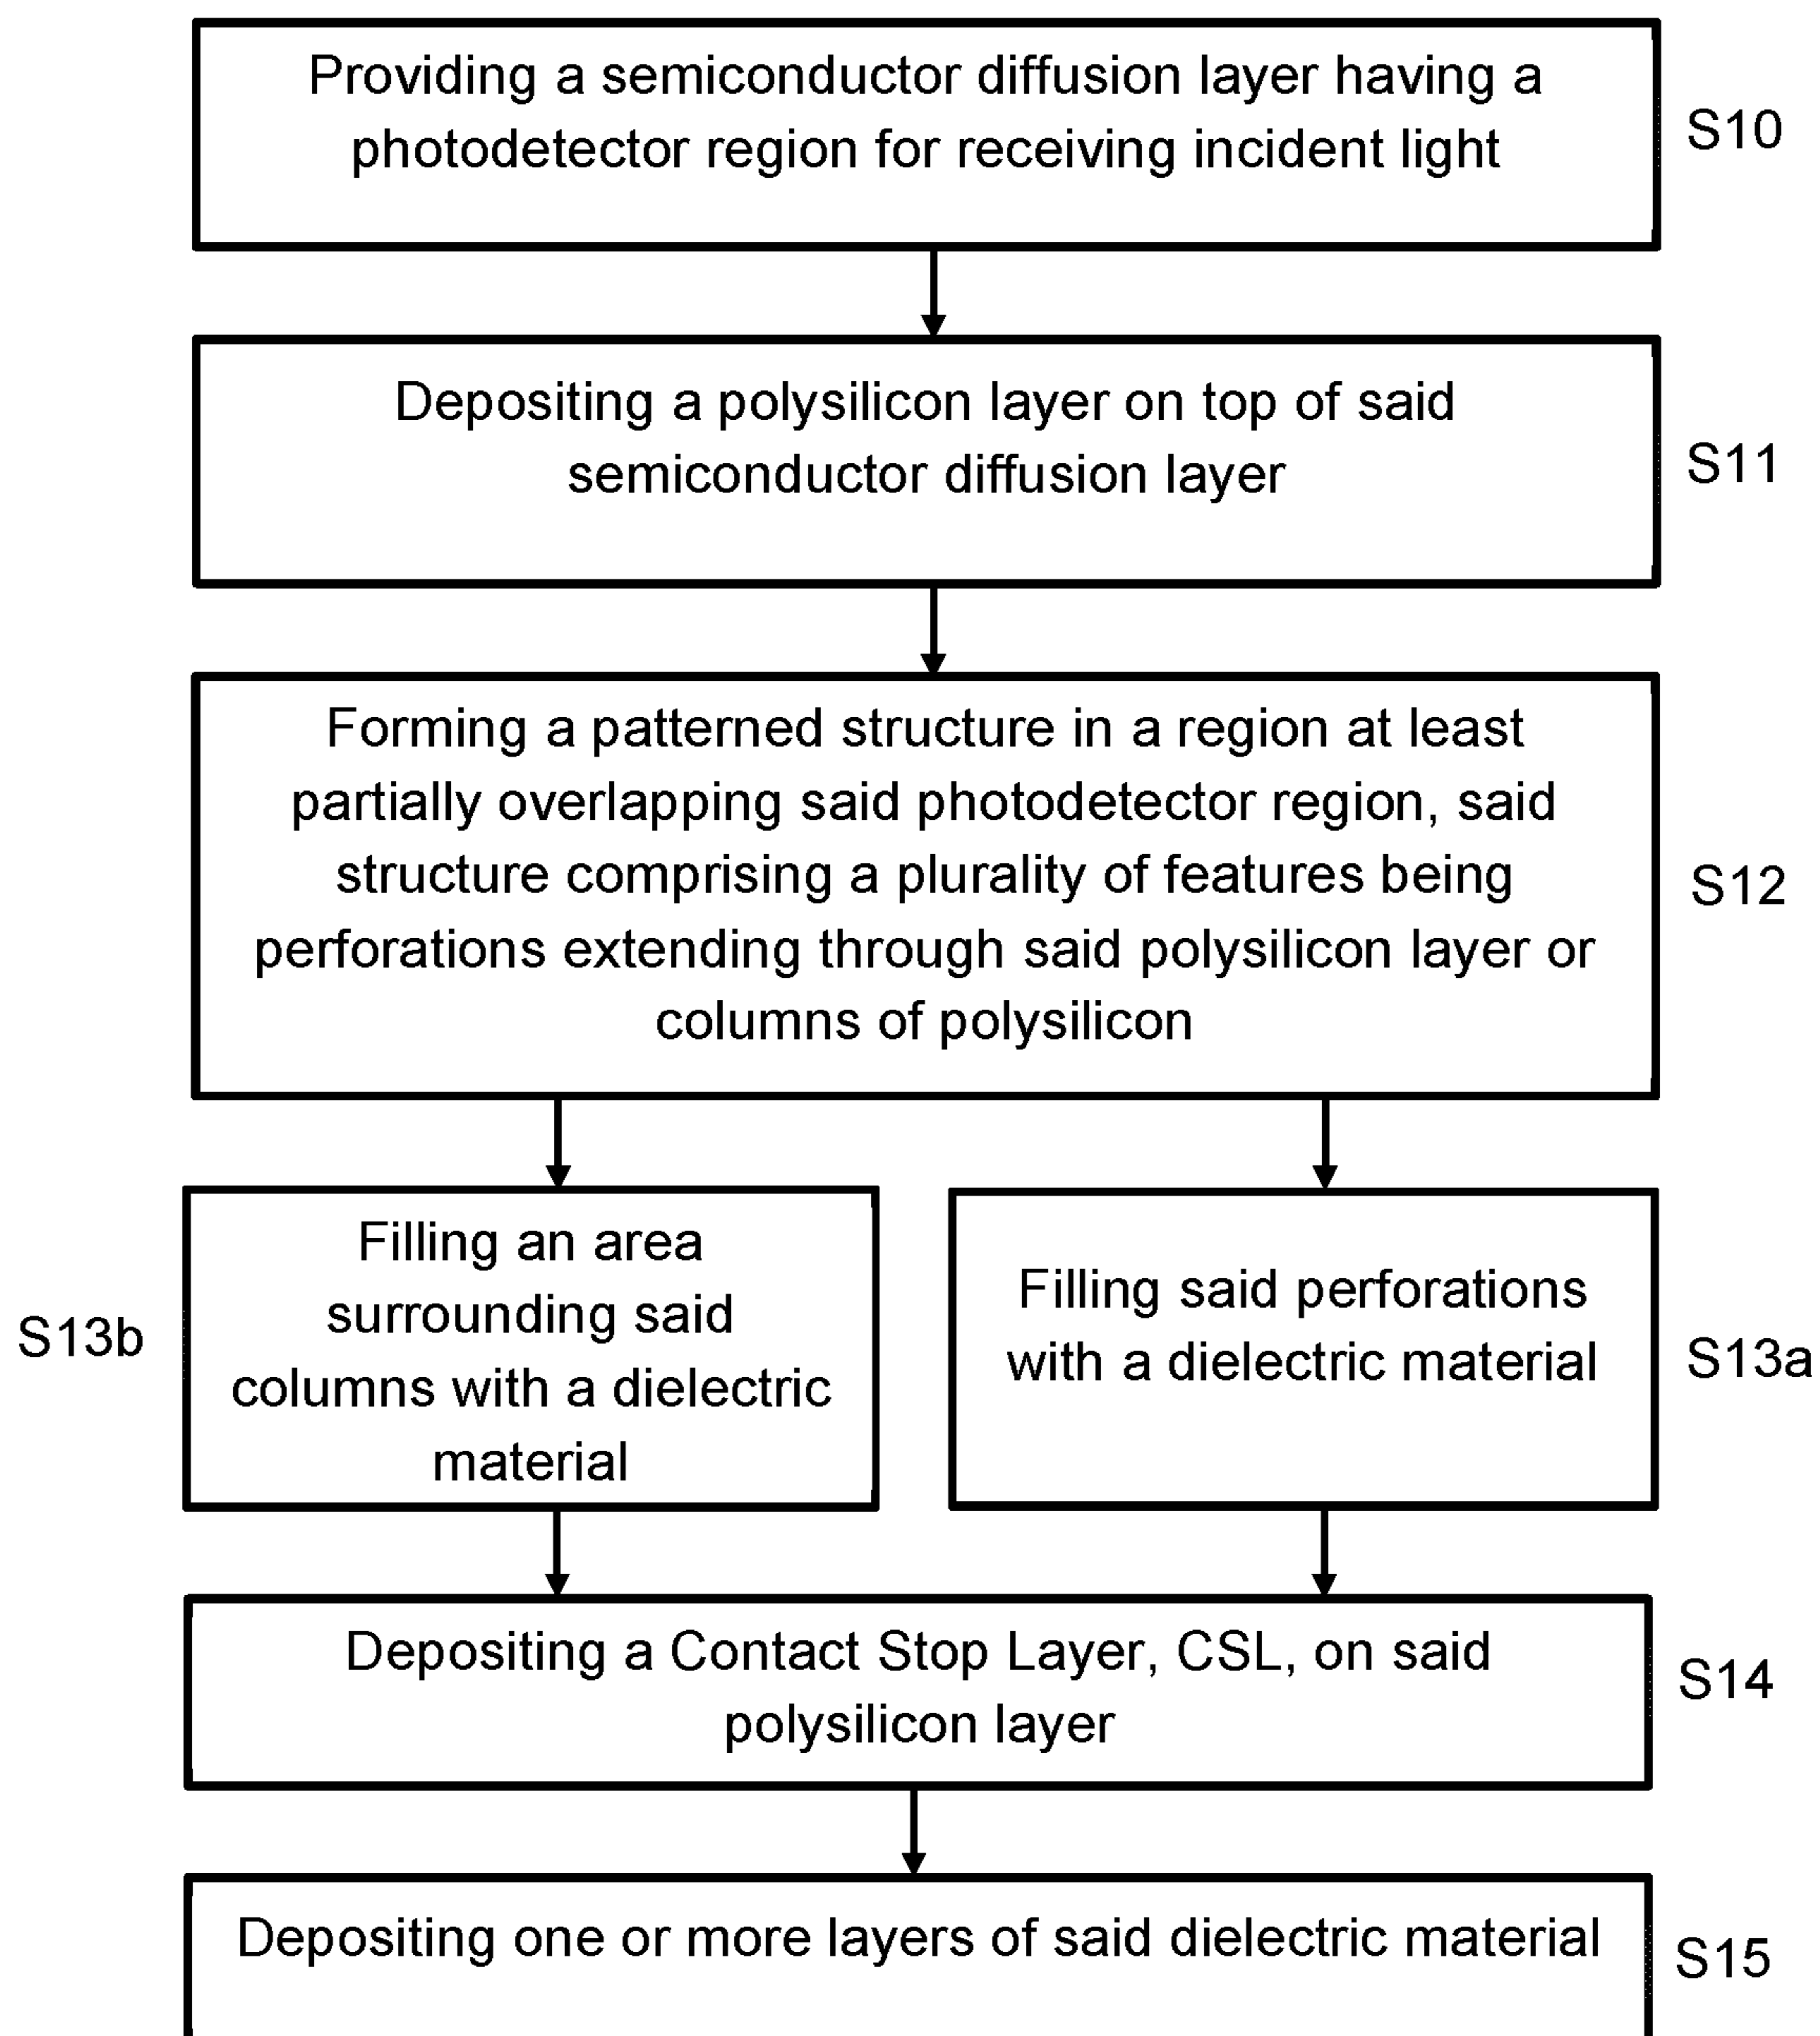 Providing a semiconductor diffusion layer having a
photodetector region for receiving incident light
S10
Depositing a polysilicon layer on top of said
semiconductor diffusion layer
S11
Forming a patterned structure in a region at least
partially overlapping said photodetector region, said
structure comprising a plurality of features being
perforations extending through said polysilicon layer or
columns of polysilicon
S12
S13b
Filling an area
surrounding said
columns with a dielectric
material
Filling said perforations
with a dielectric material
S13a
Depositing a Contact Stop Layer, CSL, on said
polysilicon layer
S14
Depositing one or more layers of said dielectric material
S15